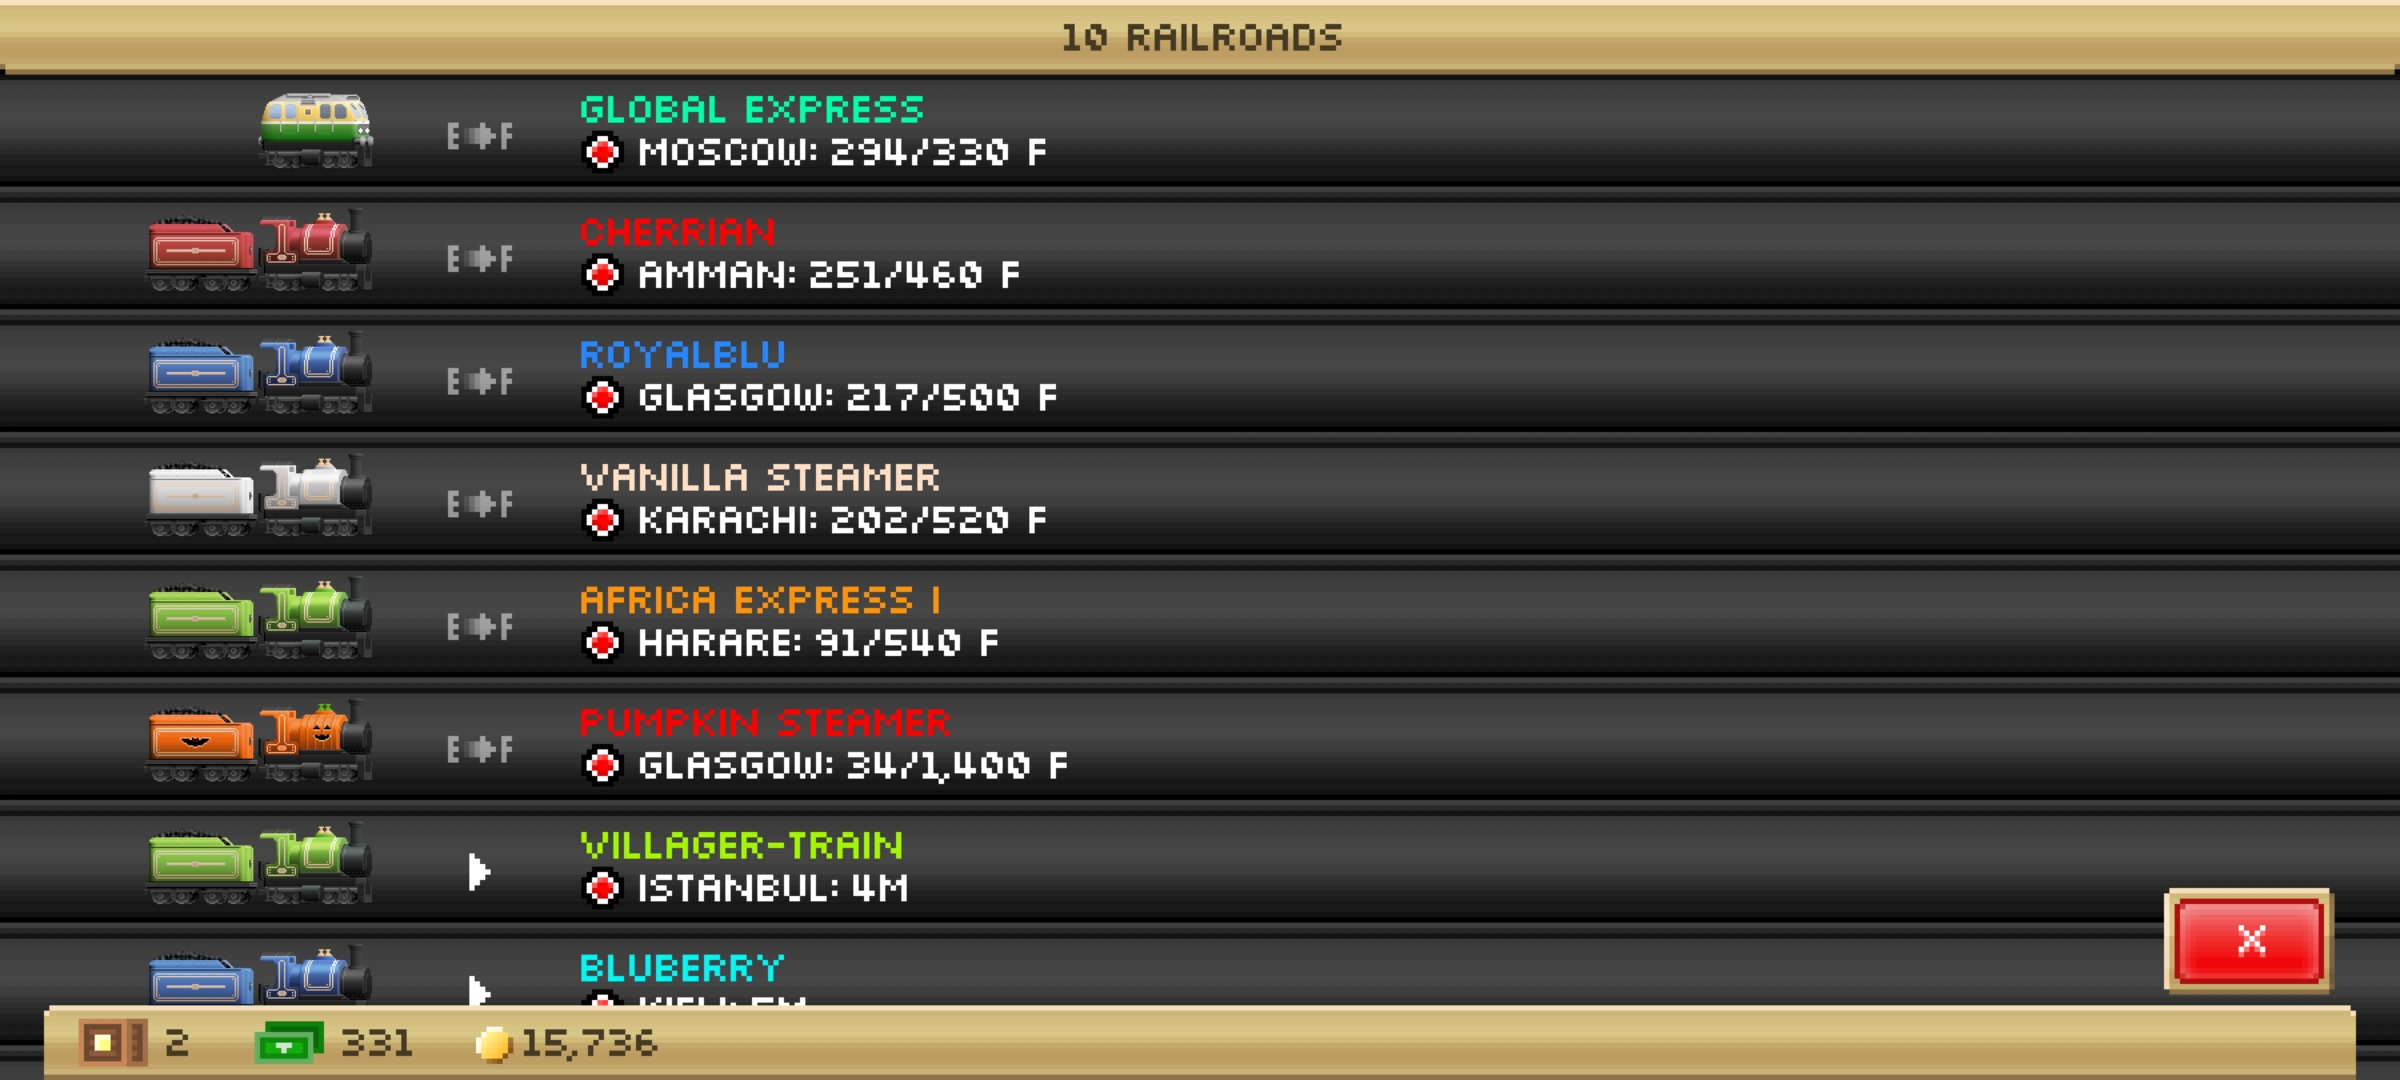 10 RAILROADS
GLOBAL EXPRESS
E F
MOSCOW: 294/330 F
CHERRIAN
E F
AMMAN: 251/460 F
ROYALBLU
E F
GLASGOW: 217/500 F
VANILLA STEAMER
E F
KARACHI: 202/520 F
AFRICA EXPRESS I
E F
HARARE: 91/540 F
PUMPKIN STEAMER
E F
GLASGOW: 34/1,400 F
VILLAGER-TRAIN
ISTANBUL: 4M
BLUBERRY
X
2 331 15,736